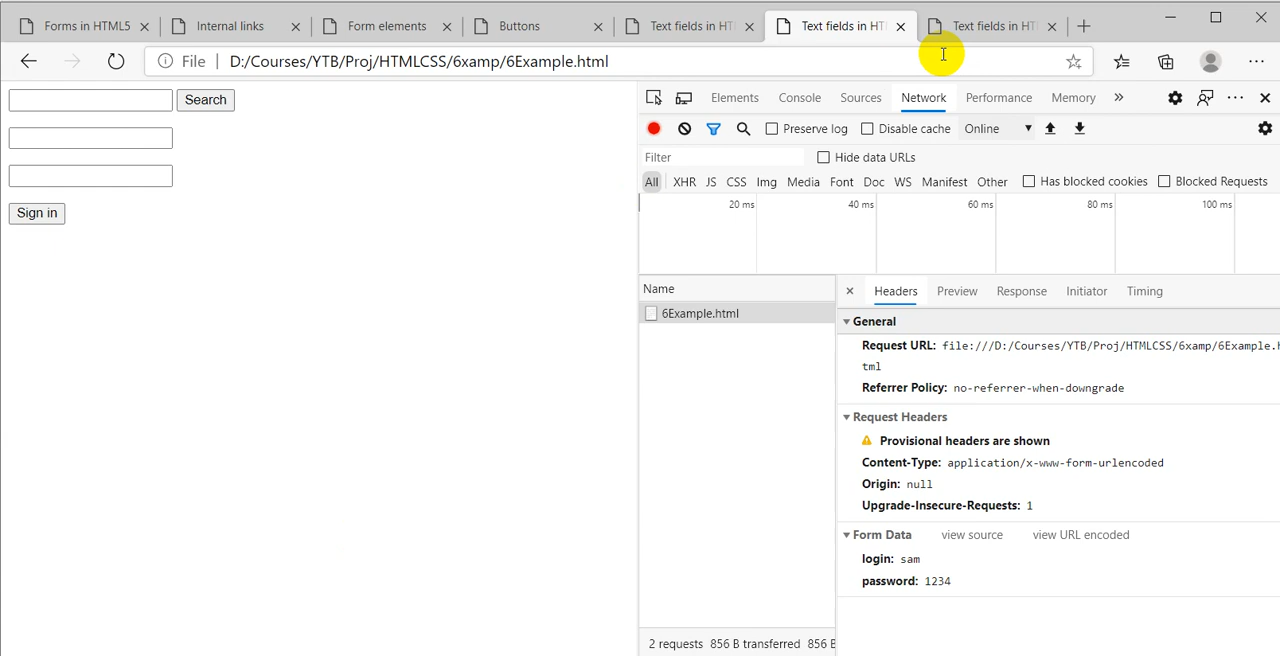 Forms in HTML5 Internal links Form elements Buttons Text fields in HT Text fields in HT Text fields in HT
File D:/Courses/YTB/Proj/HTMLCSS/6xamp/6Example.html
Search
Sign in
Elements Console Sources Network Performance Memory
Preserve log Disable cache Online
Filter Hide data URLs
All XHR JS CSS Img Media Font Doc WS Manifest Other Has blocked cookies Blocked Requests
20 ms 40 ms 60 ms 80 ms 100 ms
Name
6Example.html
Headers Preview Response Initiator Timing
General
Request URL: file:///D:/Courses/YTB/Proj/HTMLCSS/6xamp/6Example.h
tml
Referrer Policy: no-referrer-when-downgrade
Request Headers
Provisional headers are shown
Content-Type: application/x-www-form-urlencoded
Origin: null
Upgrade-Insecure-Requests: 1
Form Data view source view URL encoded
login: sam
password: 1234
2 requests 856 B transferred 856 B